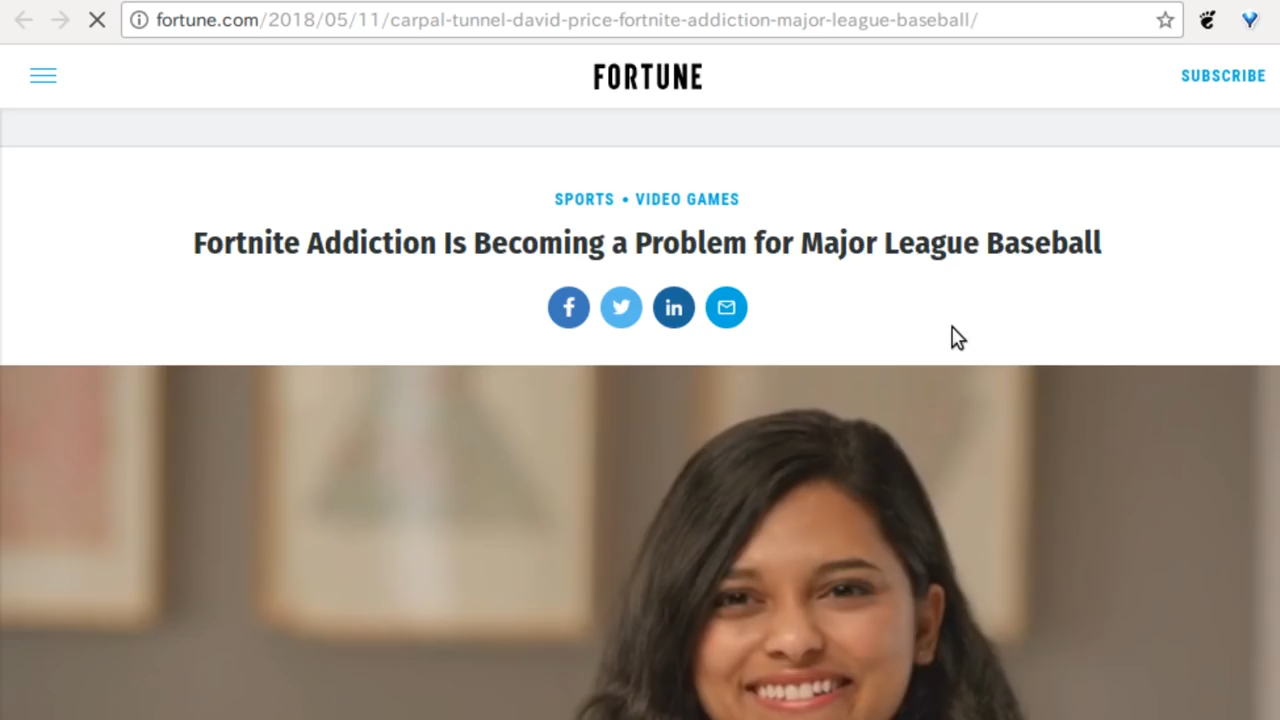 fortune.com/2018/05/11/carpal-tunnel-david-price-fortnite-addiction-major-league-baseball/
FORTUNE
SUBSCRIBE
SPORTS • VIDEO GAMES
Fortnite Addiction Is Becoming a Problem for Major League Baseball
f
in